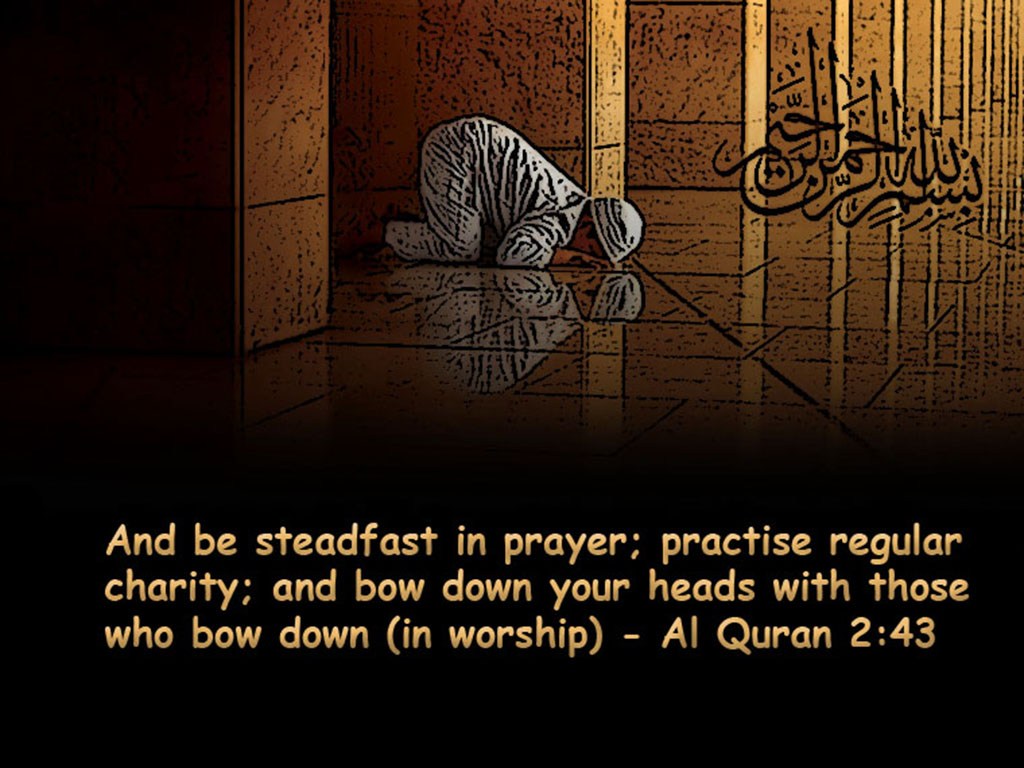 بسم الله الرحمن الرحيم
And be steadfast in prayer; practise regular
charity; and bow down your heads with those
who bow down (in worship) - Al Quran 2:43